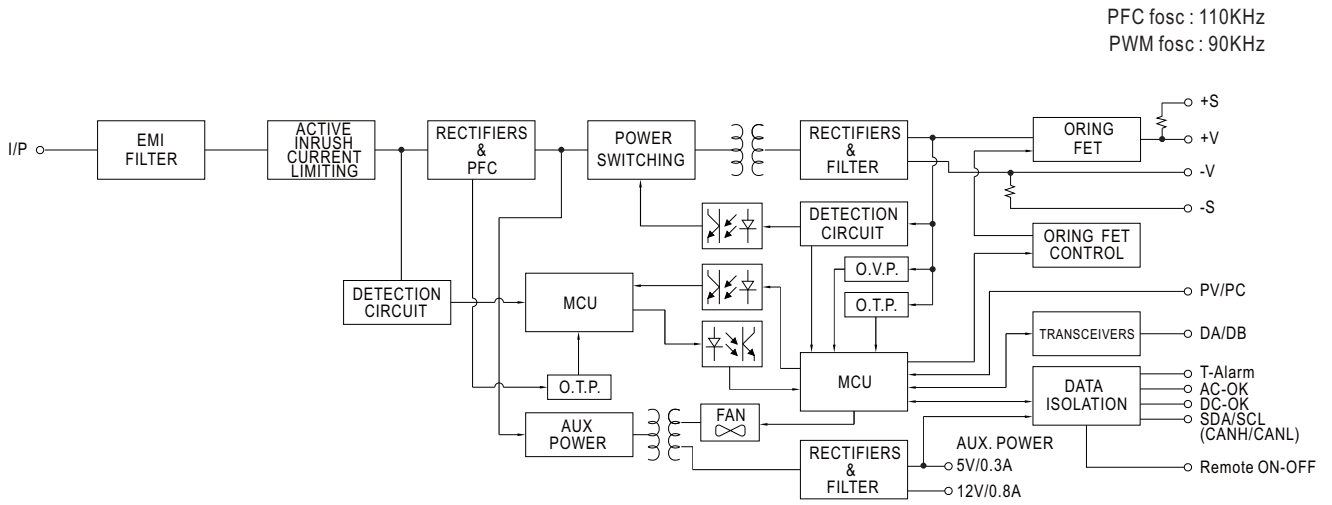 PFC fosc : 110KHz
PWM fosc : 90KHz
I/P
EMI
FILTER
ACTIVE
INRUSH
CURRENT
LIMITING
RECTIFIERS
&
PFC
POWER
SWITCHING
RECTIFIERS
&
FILTER
ORING
FET
+S
+V
-V
-S
DETECTION
CIRCUIT
ORING FET
CONTROL
O.V.P.
O.T.P.
DETECTION
CIRCUIT
MCU
PV/PC
TRANSCEIVERS
DA/DB
O.T.P.
MCU
DATA
ISOLATION
T-Alarm
AC-OK
DC-OK
SDA/SCL
(CANH/CANL)
AUX
POWER
FAN
RECTIFIERS
&
FILTER
AUX. POWER
5V/0.3A
12V/0.8A
Remote ON-OFF